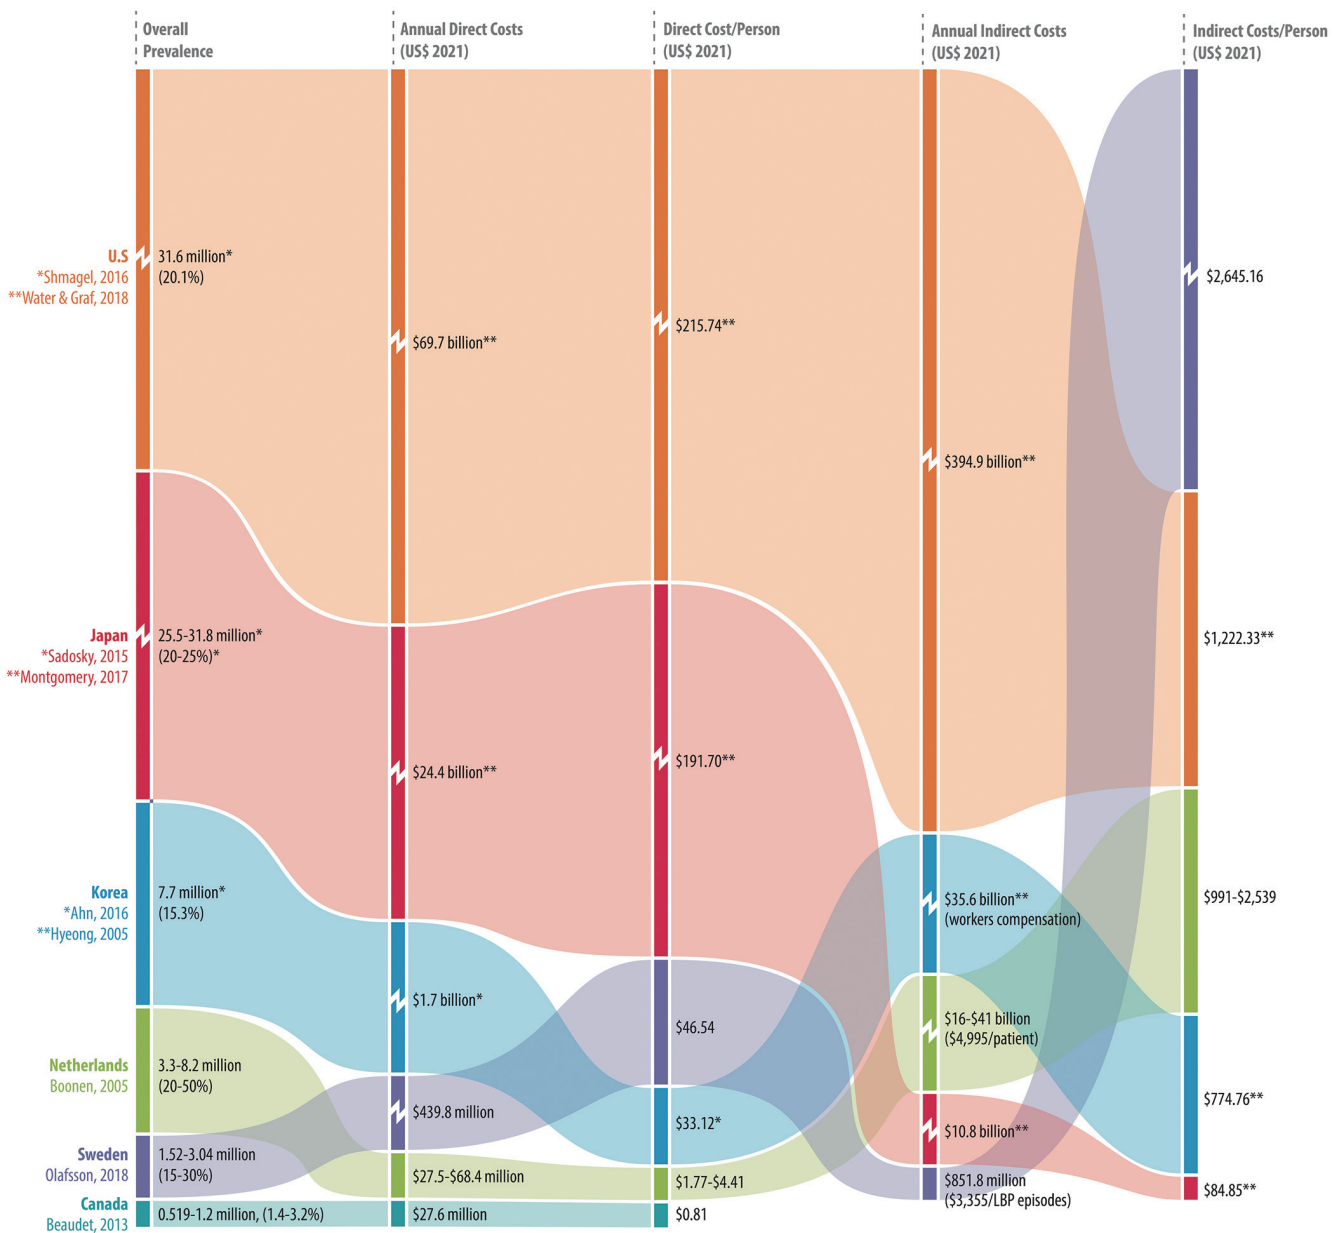 Overall
Prevalence
Annual Direct Costs
(US$ 2021)
Direct Cost/Person
(US$ 2021)
Annual Indirect Costs
(US$ 2021)
Indirect Costs/Person
(US$ 2021)
U.S
*Shmagel, 2016
**Water & Graf, 2018
31.6 million*
(20.1%)
$69.7 billion**
$215.74**
$394.9 billion**
$2,645.16
$1,222.33**
Japan
*Sadosky, 2015
**Montgomery, 2017
25.5-31.8 million*
(20-25%)*
$24.4 billion**
$191.70**
$35.6 billion**
(workers compensation)
$991-$2,539
Korea
*Ahn, 2016
**Hyeong, 2005
7.7 million*
(15.3%)
$1.7 billion*
$46.54
$16-$41 billion
($4,995/patient)
$774.76**
Netherlands
Boonen, 2005
3.3-8.2 million
(20-50%)
$439.8 million
$33.12*
$10.8 billion**
Sweden
Olafsson, 2018
1.52-3.04 million
(15-30%)
$27.5-$68.4 million
$1.77-$4.41
$851.8 million
($3,355/LBP episodes)
$84.85**
Canada
Beaudet, 2013
0.519-1.2 million, (1.4-3.2%)
$27.6 million
$0.81